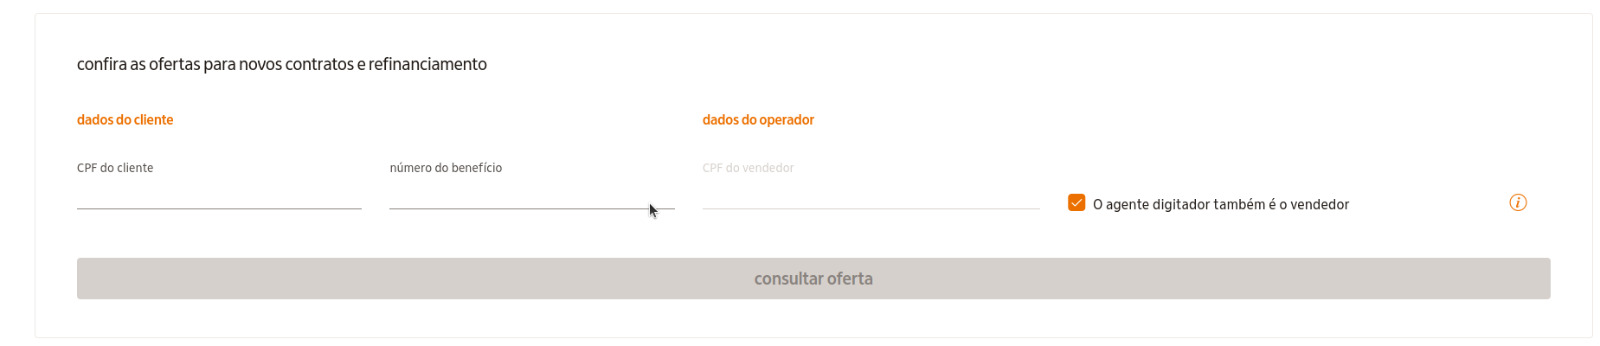 confira as ofertas para novos contratos e refinanciamento
dados do cliente
dados do operador
CPF do cliente
número do benefício
CPF do vendedor
O agente digitador também é o vendedor
i
consultar oferta